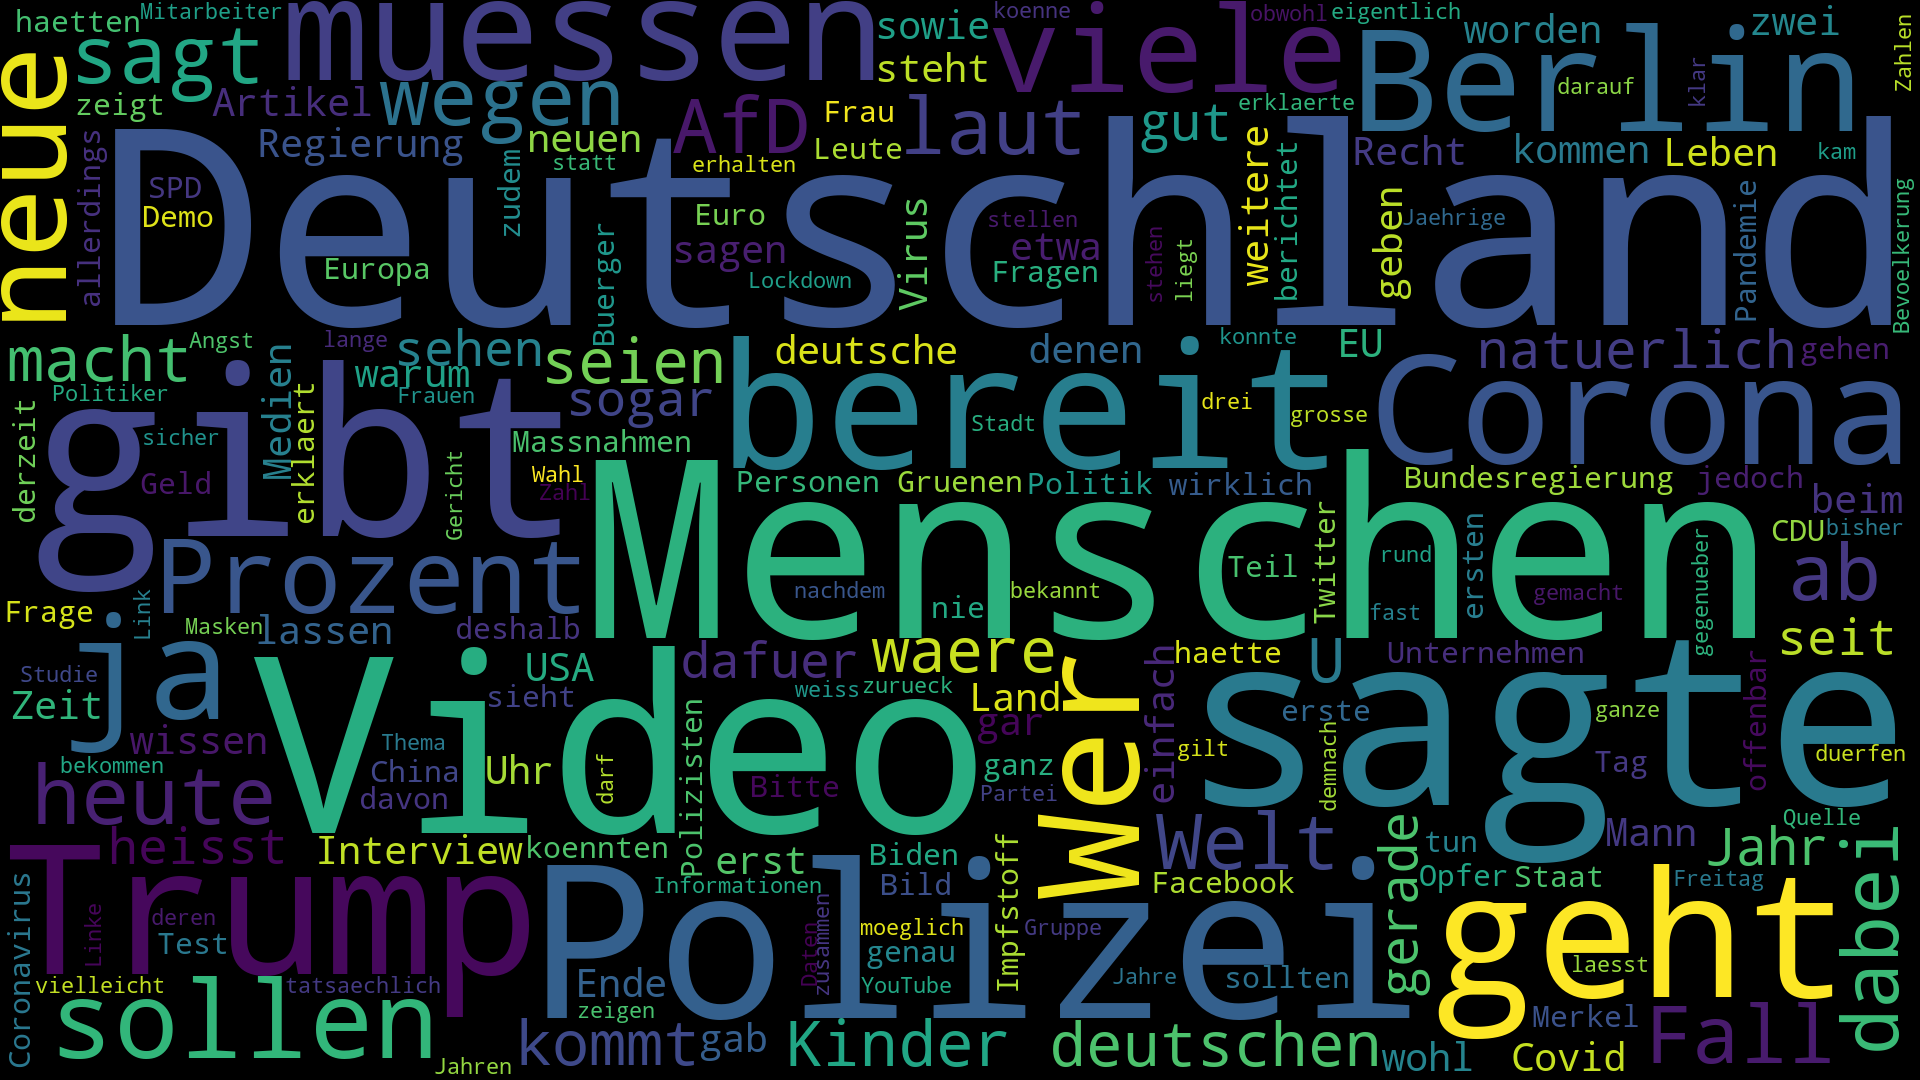 haetten
Mitarbeiter
muessen
sowie
koenne
viele
obwohl
eigentlich
Berlin
worden
zwei
Zahlen
neue
sagt
steht
zeigt
Artikel
wegen
AfD
Frau
laut
gut
erklaerte
darauf
klar
allerdings
Regierung
neuen
Leute
weitere
berichtet
Recht
kommen
Leben
kam
Deutschland
SPD
Demo
zudem
statt
erhalten
Euro
sagen
Europa
Buerger
Lockdown
Virus
stellen
etwa
Fragen
stehen
liegt
geben
Jaehrige
Pandemie
Bevoelkerung
macht
Angst
lange
sehen
seien
deutsche
denen
konnte
EU
natuerlich
gehen
Politiker
Medien
warum
Frauen
sogar
bereit
drei
grosse
Corona
derzeit
sicher
gibt
erklaert
Massnahmen
Stadt
Geld
Gericht
Wahl
Zahl
Personen
Gruenen
Politik
wirklich
Bundesregierung
jedoch
beim
Menschen
Prozent
Twitter
Teil
rund
ersten
CDU
bisher
ab
Frage
Link
nachdem
nie
bekannt
fast
gemacht
gegenueber
Masken
lassen
deshalb
ja
seit
Studie
Zeit
USA
dafuer
waere
einfach
haette
U
Unternehmen
Video
sieht
weiss
zurueck
Land
Wer
sagte
erste
ganze
offenbar
wissen
gar
gilt
duerfen
bekommen
Thema
China
Uhr
darf
Polizisten
Bitte
ganz
demnach
Tag
heute
davon
Partei
Welt
Quelle
heisst
Interview
koennten
erst
Biden
gerade
tun
Mann
Jahr
dabei
Trump
Polizei
Informationen
Bild
Facebook
Opfer
Staat
Freitag
Coronavirus
Linke
deren
Test
zusammen
Daten
moeglich
genau
Impfstoff
Gruppe
geht
laesst
vielleicht
tatsaechlich
Ende
YouTube
Jahre
sollten
sollen
zeigen
Merkel
Fall
Jahren
kommt
gab
Kinder
deutschen
wohl
Covid